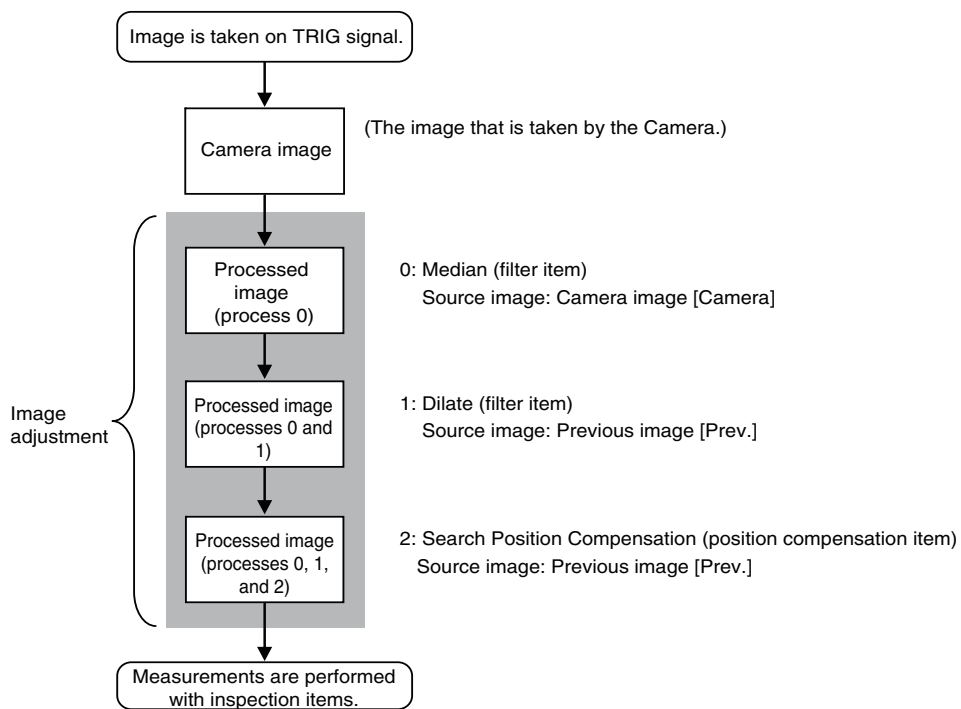 Image is taken on TRIG signal.
Camera image
(The image that is taken by the Camera.)
Processed
image
(process 0)
0: Median (filter item)
Source image: Camera image [Camera]
Image
adjustment
Processed image
(processes 0 and
1)
1: Dilate (filter item)
Source image: Previous image [Prev.]
Processed image
(processes 0, 1,
and 2)
2: Search Position Compensation (position compensation item)
Source image: Previous image [Prev.]
Measurements are performed
with inspection items.